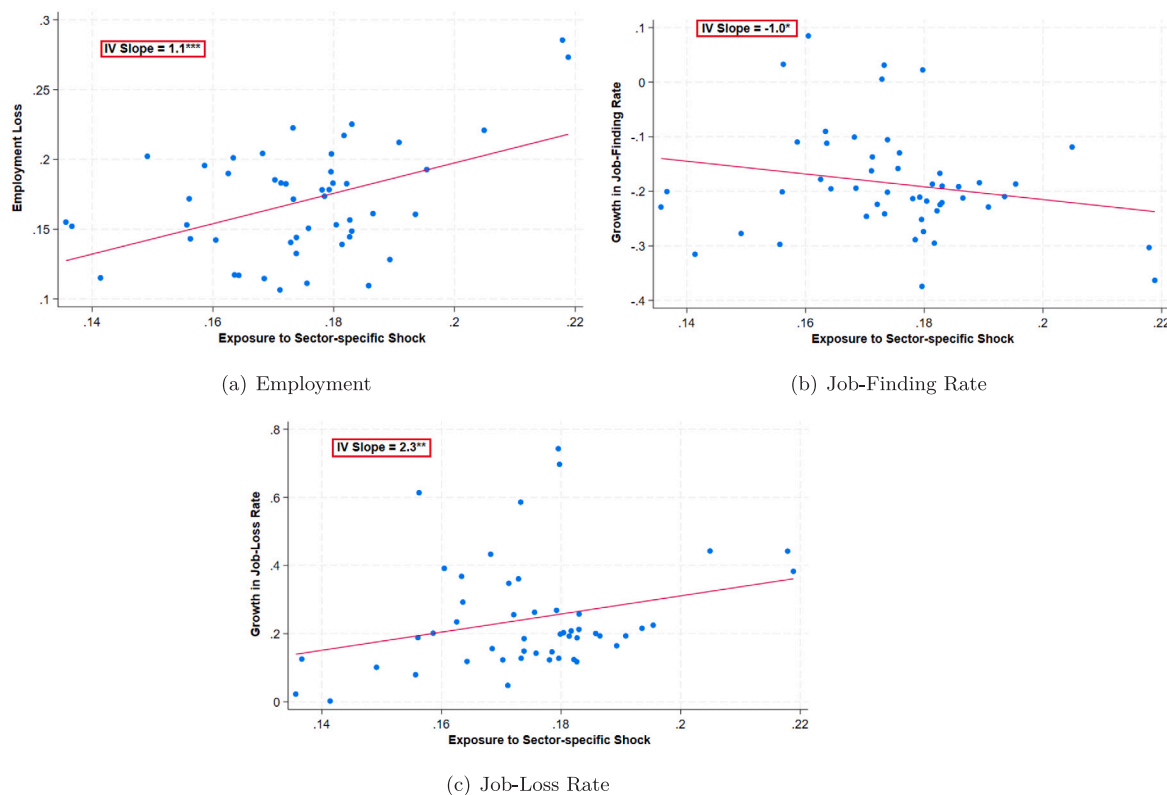 IV Slope = 1.1***
Employment Loss
.3
.25
.2
.15
.1
.14 .16 .18 .2 .22
Exposure to Sector-specific Shock
(a) Employment
IV Slope = -1.0*
Growth in Job-Finding Rate
.1
0
-.1
-.2
-.3
-.4
.14 .16 .18 .2 .22
Exposure to Sector-specific Shock
(b) Job-Finding Rate
IV Slope = 2.3**
Growth in Job-Loss Rate
.8
.6
.4
.2
0
.14 .16 .18 .2 .22
Exposure to Sector-specific Shock
(c) Job-Loss Rate